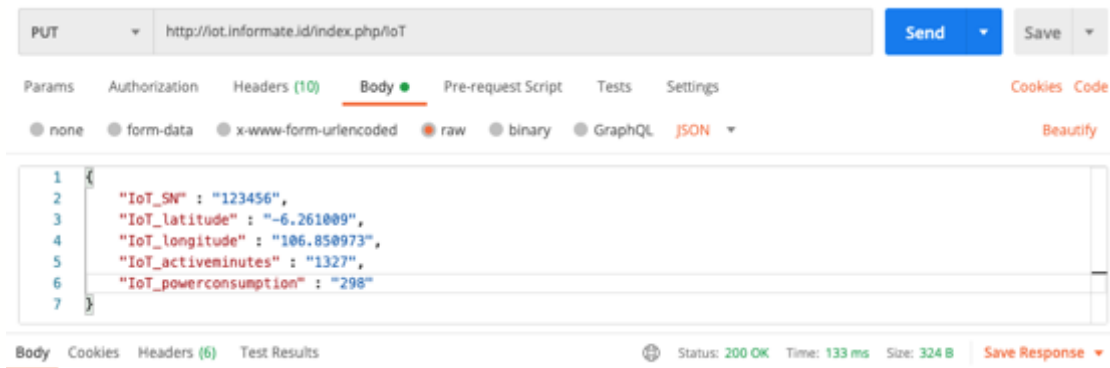 PUT http://iot.informate.id/index.php/IoT Send Save
Params Authorization Headers (10) Body Pre-request Script Tests Settings Cookies Code
none form-data x-www-form-urlencoded raw binary GraphQL JSON Beautify
1 {
2 "IoT_SN" : "123456",
3 "IoT_latitude" : "-6.261009",
4 "IoT_longitude" : "106.850973",
5 "IoT_activeminutes" : "1327",
6 "IoT_powerconsumption" : "298"
7 }
Body Cookies Headers (6) Test Results Status: 200 OK Time: 133 ms Size: 324 B Save Response